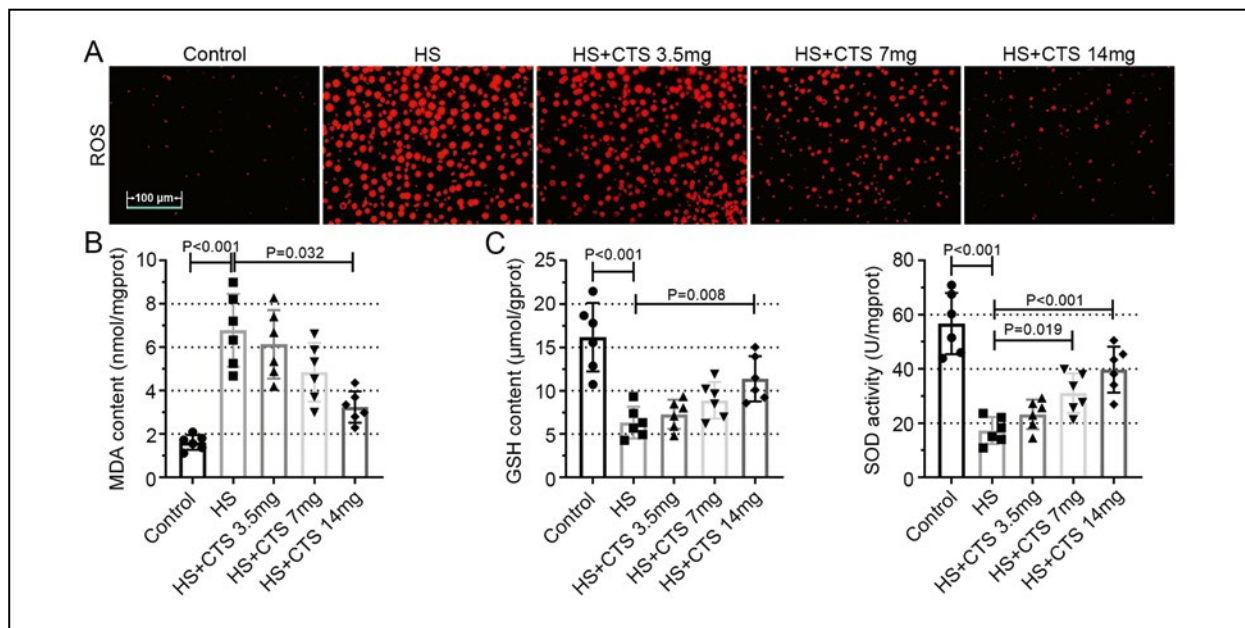 A
Control
HS
HS+CTS 3.5mg
HS+CTS 7mg
HS+CTS 14mg
ROS
100 µm
B
MDA content (nmol/mgprot)
10
8
6
4
2
0
P<0.001
P=0.032
Control
HS
HS+CTS 3.5mg
HS+CTS 7mg
HS+CTS 14mg
C
GSH content (µmol/gprot)
25
20
15
10
5
0
P<0.001
P=0.008
Control
HS
HS+CTS 3.5mg
HS+CTS 7mg
HS+CTS 14mg
SOD activity (U/mgprot)
80
60
40
20
0
P<0.001
P<0.001
P=0.019
Control
HS
HS+CTS 3.5mg
HS+CTS 7mg
HS+CTS 14mg